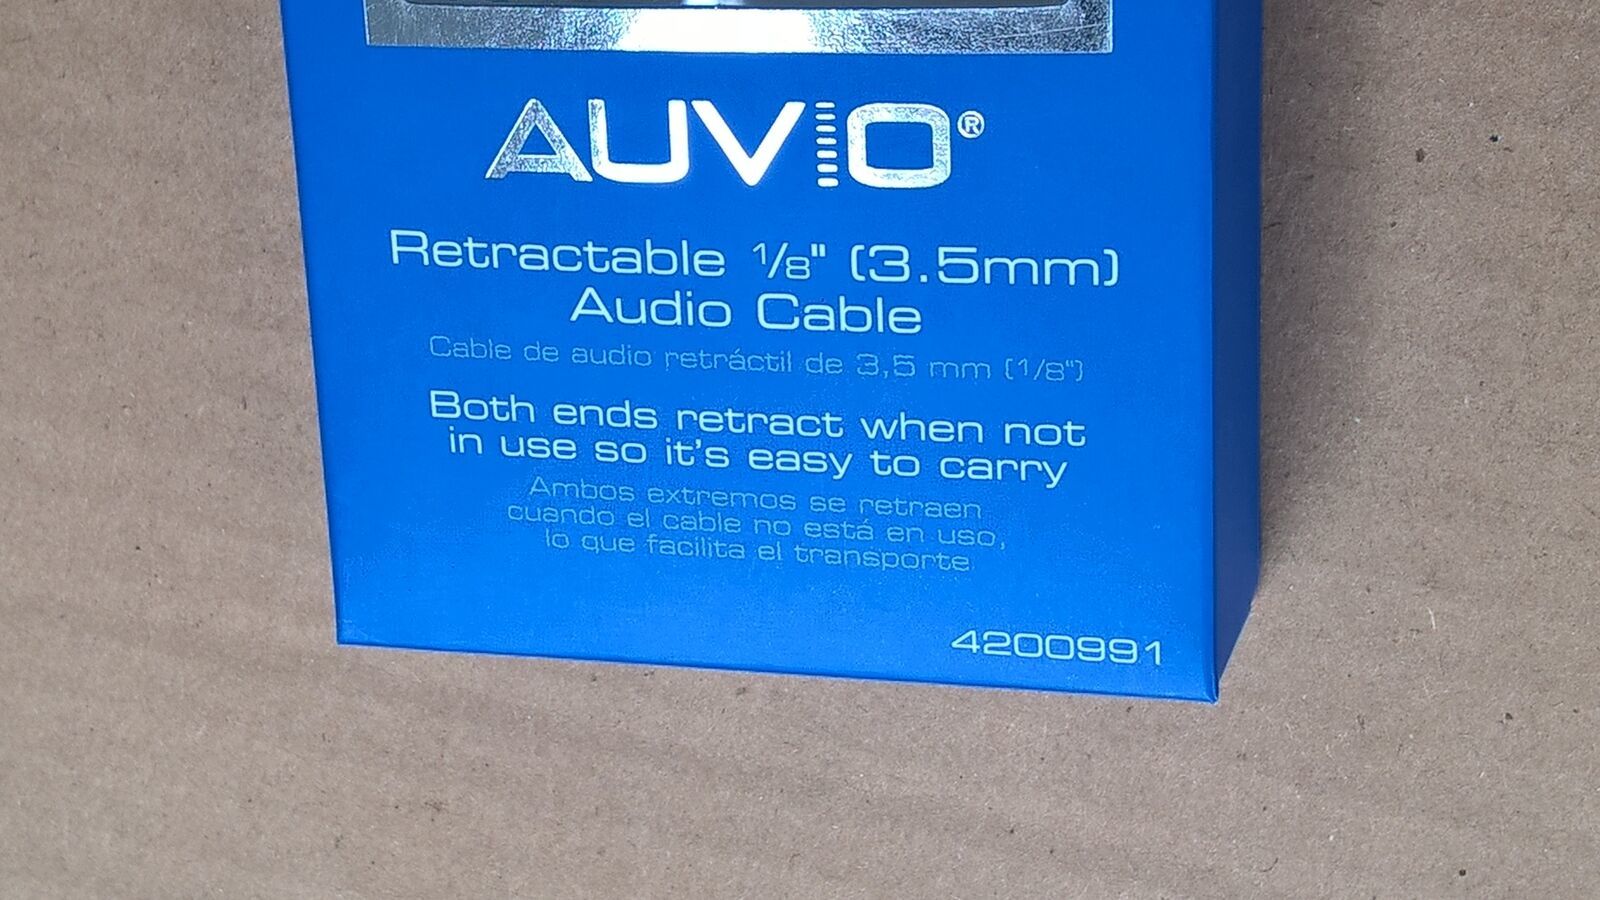 AUVIO®
Retractable 1/8" (3.5mm)
Audio Cable
Cable de audio retráctil de 3,5 mm (1/8")
Both ends retract when not
in use so it's easy to carry
Ambos extremos se retraen
cuando el cable no está en uso,
lo que facilita el transporte
4200991